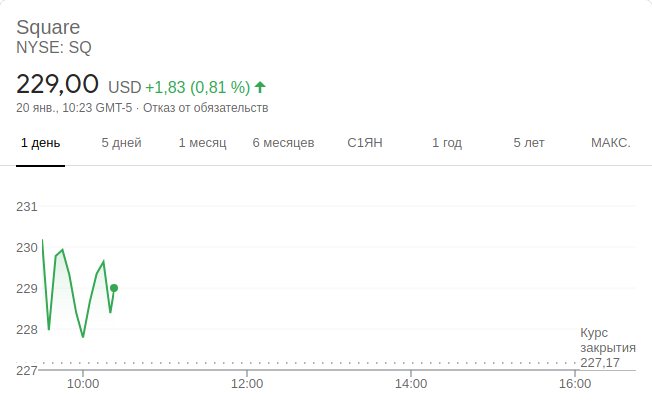 Square
NYSE: SQ
229,00 USD +1,83 (0,81 %)
20 янв., 10:23 GMT-5 · Отказ от обязательств
1 день 5 дней 1 месяц 6 месяцев С1ЯН 1 год 5 лет МАКС.
231
230
229
228
227
Курс
закрытия
227,17
10:00 12:00 14:00 16:00